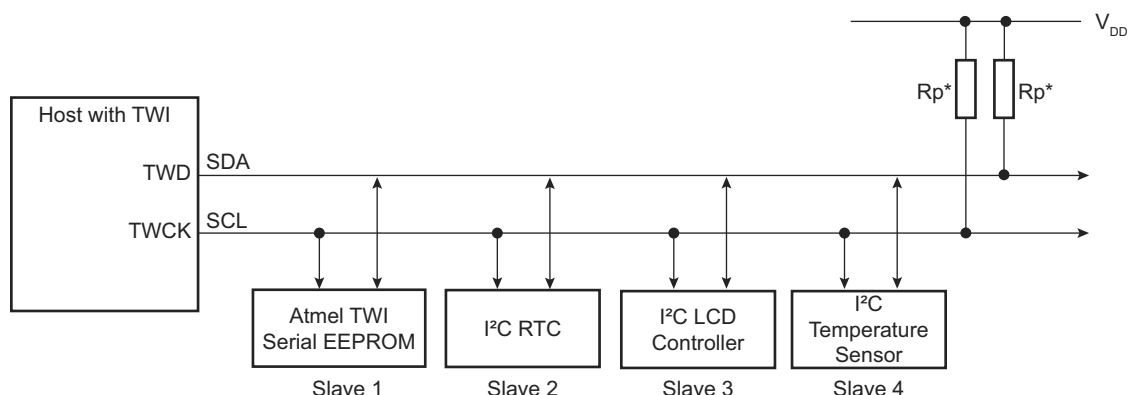 V_DD
Rp*
Rp*
Host with TWI
TWD
SDA
TWCK
SCL
Atmel TWI
Serial EEPROM
I²C RTC
I²C LCD
Controller
I²C
Temperature
Sensor
Slave 1
Slave 2
Slave 3
Slave 4